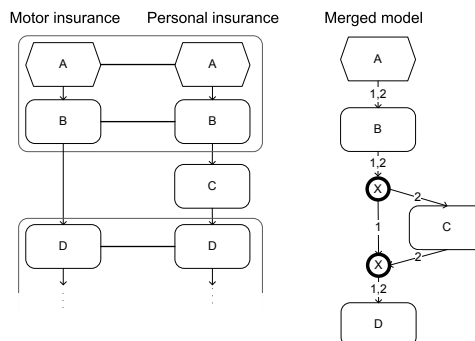 Motor insurance
Personal insurance
Merged model
A
A
A
1,2
B
B
B
1,2
X
2
C
C
1
2
D
D
X
1,2
D